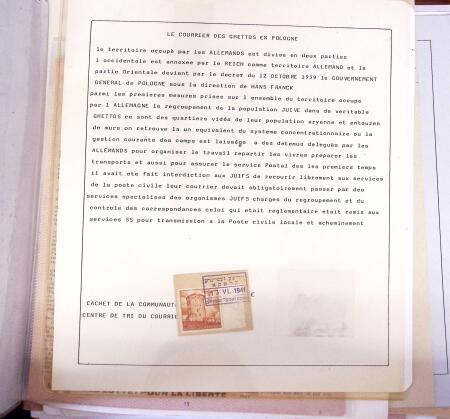 LE COURRIER DES GHETTOS EN POLOGNE
le territoire occupé par les ALLEMANDS est divise en deux parties
l occidentale est annexee par le REICH comme territoire ALLEMAND et la
partie Orientale devient par le decret du 12 OCTOBRE 1939 le GOUVERNEMENT
GENERAL de POLOGNE sous la direction de HANS FRANCK
parmi les premieres mesures prises sur l ensemble du territoire occupe
par l ALLEMAGNE le regroupement de la population JUIVE dans de veritable
GHETTOS ce sont des quartiers vidés de leur population aryenne et entourés
de murs on retrouve la un equivalent du systeme concentrationnaire ou la
gestion courante des camps est laissée a des detenus delegués par les
ALLEMANDS pour organiser le travail repartir les vivres preparer les
transports et aussi pour assurer le service Postal des les premiers temps
il avait ete fait interdiction aux JUIFS de recourir librement aux services
de la poste civile leur courrier devait obligatoirement passer par des
services specialises des organismes JUIFS charges du regroupement et du
controle des correspondances celui qui etait reglementaire etait remis aux
services SS pour transmission a la Poste civile locale et acheminement
VI. 1941
CACHET DE LA COMMUNAUT
E
CENTRE DE TRI DU COURRIE
POUR LA LIBERTE